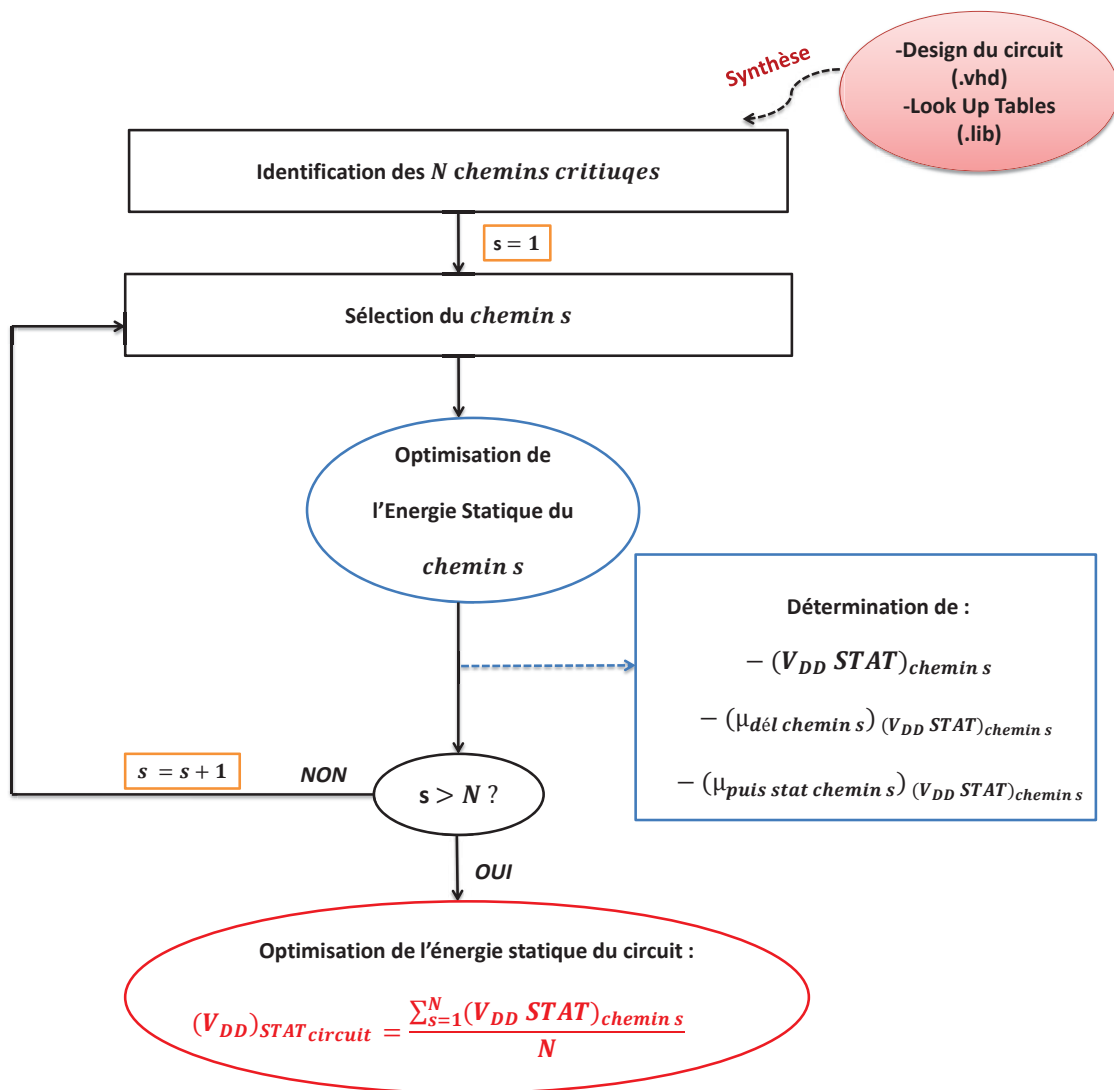 -Design du circuit
(.vhd)
-Look Up Tables
(.lib)
Synthèse
Identification des N chemins critiuqes
s = 1
Sélection du chemin s
Optimisation de
l'Energie Statique du
chemin s
Détermination de :
− (V_DD STAT)_chemin s
− (μ_dél chemin s) _(V_DD STAT)_chemin s
− (μ_puis stat chemin s) _(V_DD STAT)_chemin s
s = s + 1
NON
s > N ?
OUI
Optimisation de l'énergie statique du circuit :
(V_DD)_STAT_circuit = ∑_{s=1}^{N}(V_DD STAT)_chemin s / N